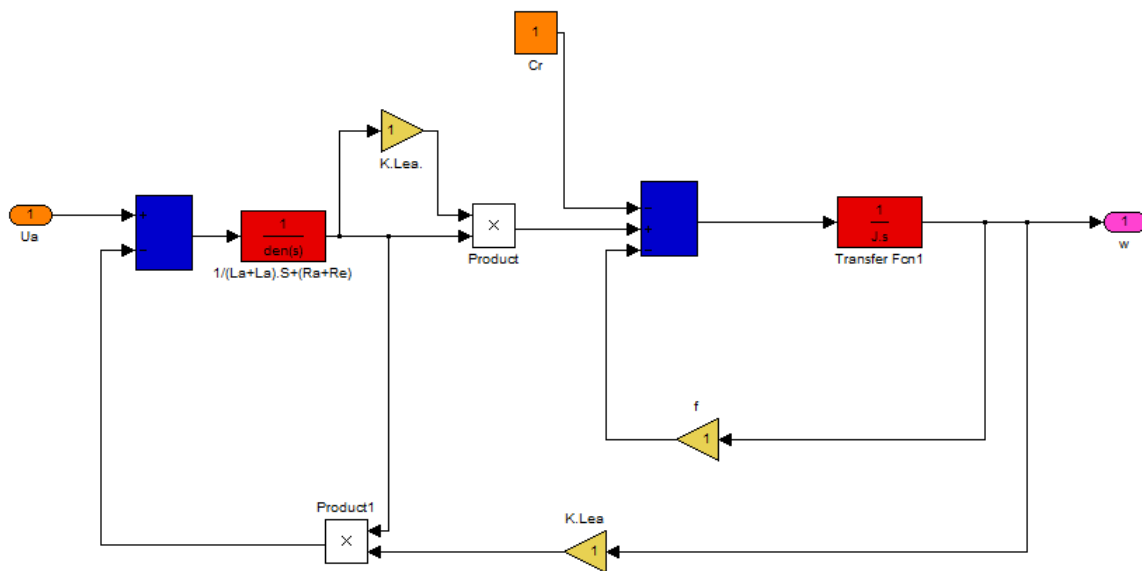 1
Cr
1
K.Lea.
1
Ua
+
−
1
den(s)
1/(La+La).S+(Ra+Re)
×
Product
−
+
−
1
J.s
Transfer Fcn1
1
w
f
1
Product1
×
K.Lea
1